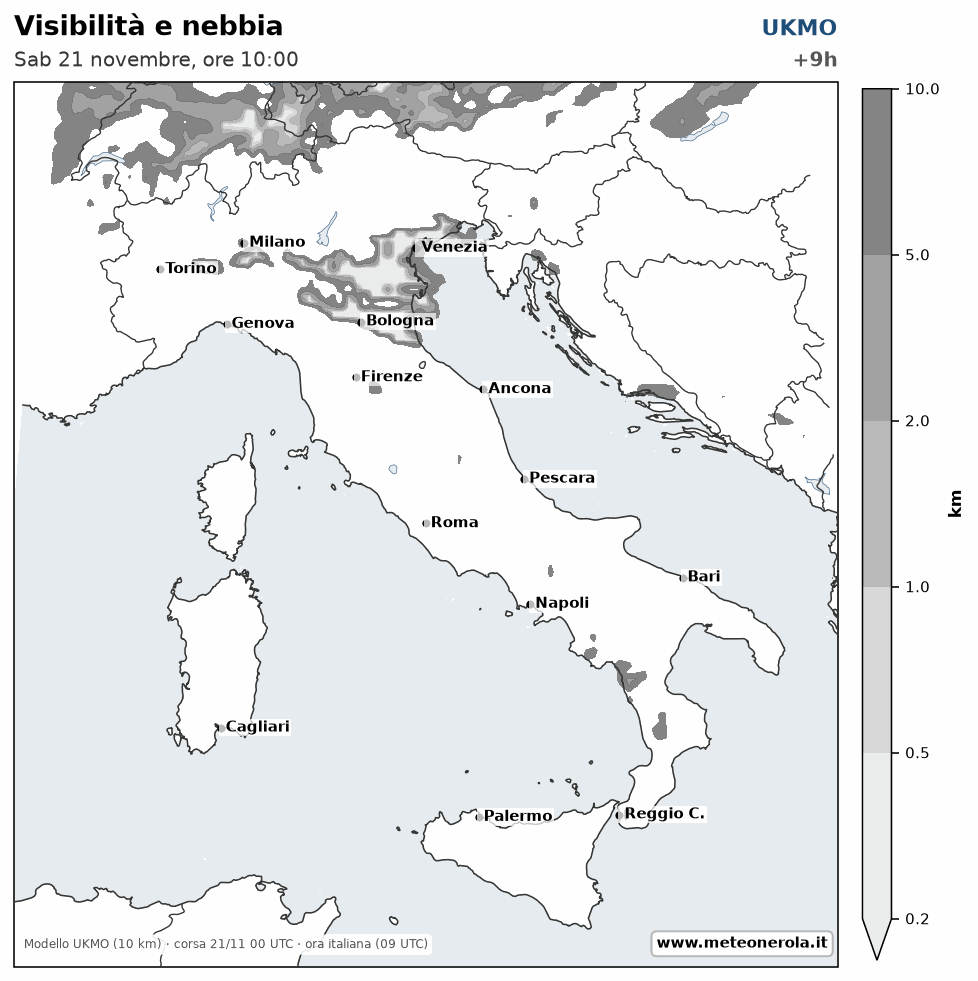 Visibilità e nebbia
UKMO
Sab 21 novembre, ore 10:00
+9h
10.0
5.0
2.0
1.0
0.5
0.2
km
Milano
Venezia
Torino
Bologna
Genova
Firenze
Ancona
Pescara
Roma
Bari
Napoli
Cagliari
Palermo
Reggio C.
Modello UKMO (10 km) · corsa 21/11 00 UTC · ora italiana (09 UTC)
www.meteonerola.it